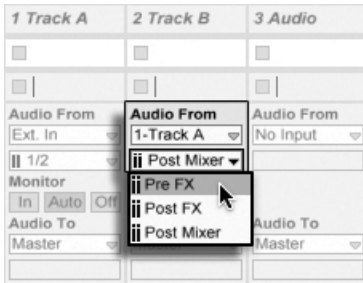 1 Track A
2 Track B
3 Audio
Audio From
Audio From
Audio From
Ext. In
1-Track A
No Input
1/2
Post Mixer
Monitor
In Auto Off
Pre FX
Post FX
Post Mixer
Audio To
Master
Audio To
Master